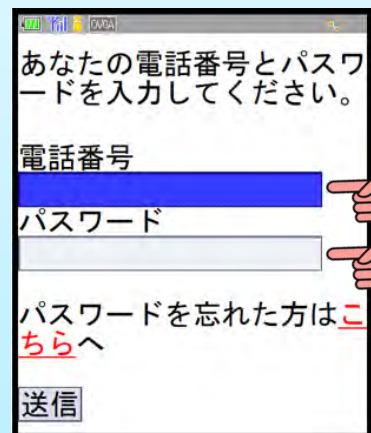 QVGA
あなたの電話番号とパスワ
ードを入力してください。
電話番号
パスワード
パスワードを忘れた方はこ
ちらへ
送信